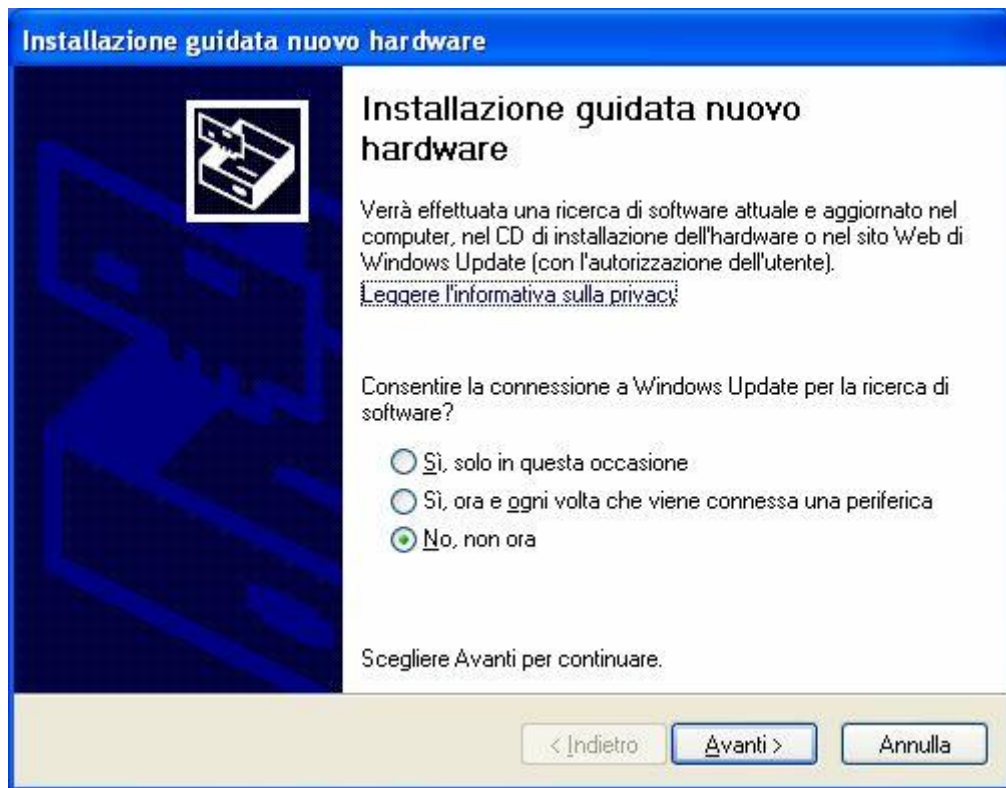 Installazione guidata nuovo hardware
Installazione guidata nuovo
hardware
Verrà effettuata una ricerca di software attuale e aggiornato nel
computer, nel CD di installazione dell'hardware o nel sito Web di
Windows Update (con l'autorizzazione dell'utente).
Leggere l'informativa sulla privacy
Consentire la connessione a Windows Update per la ricerca di
software?
Sì, solo in questa occasione
Sì, ora e ogni volta che viene connessa una periferica
No, non ora
Scegliere Avanti per continuare.
< Indietro
Avanti >
Annulla